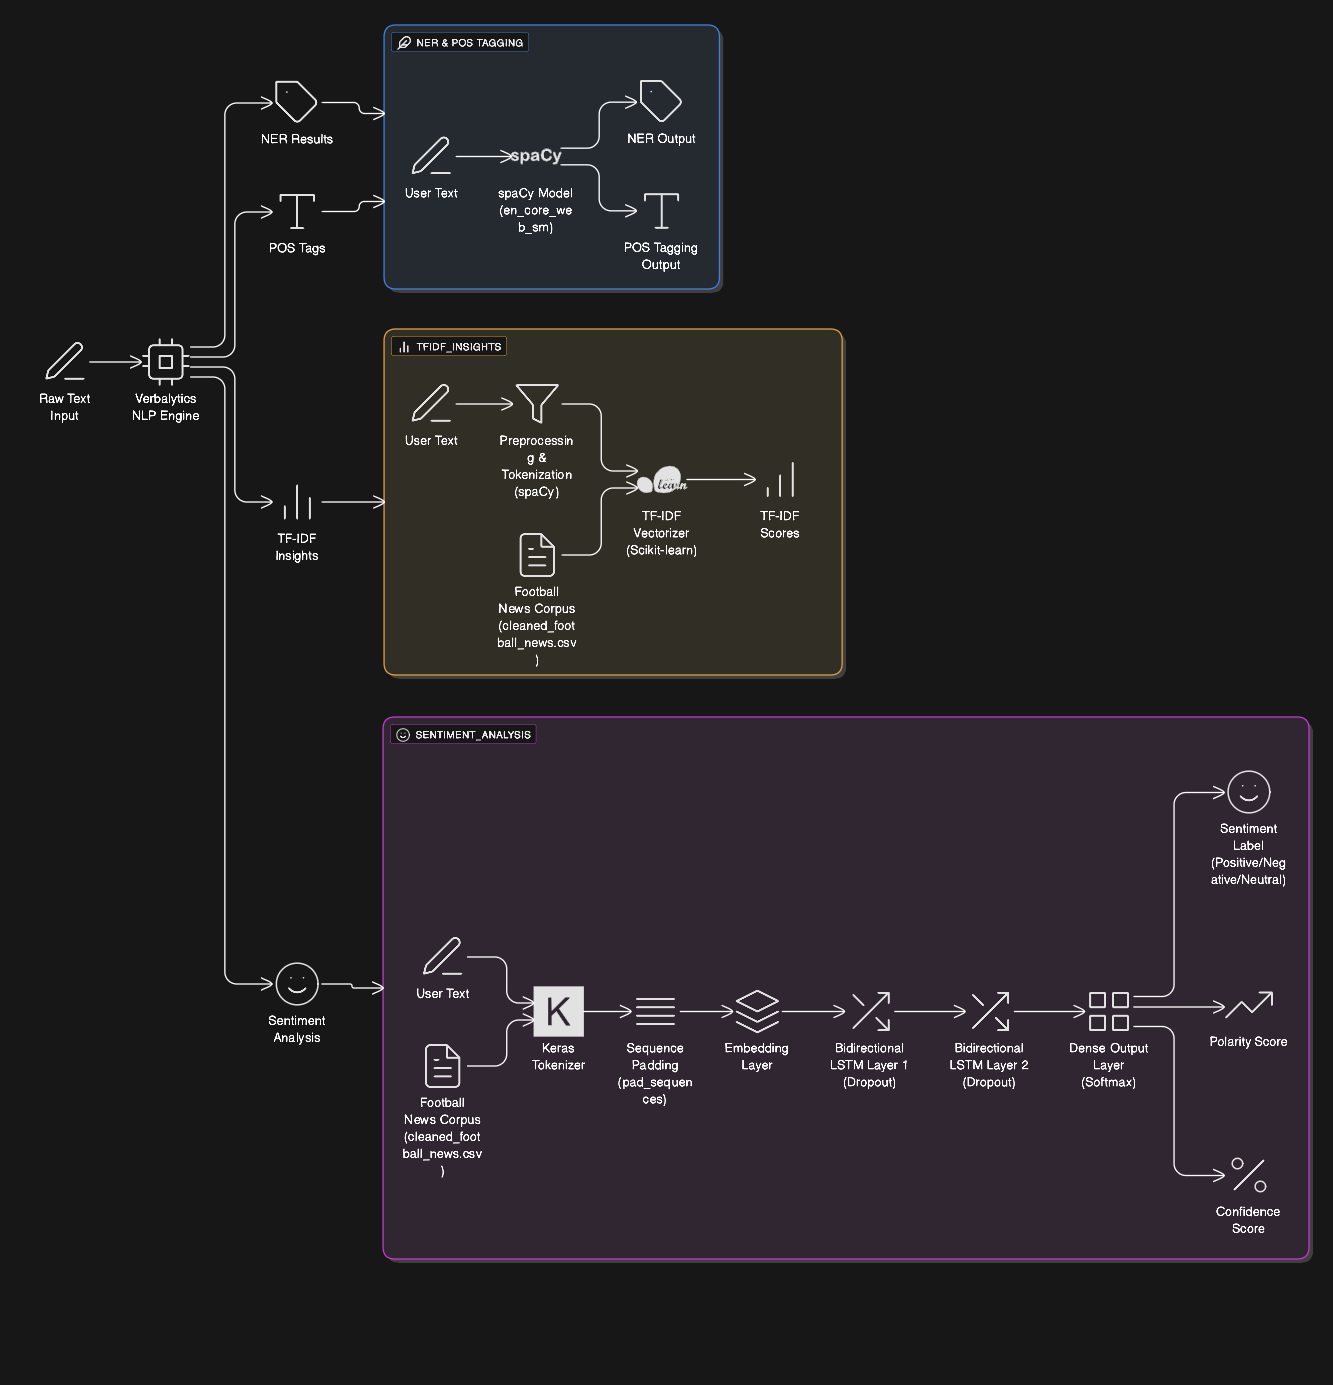 NER & POS TAGGING
NER Results
NER Output
User Text
spaCy
spaCy Model
(en_core_we
b_sm)
POS Tags
POS Tagging
Output
Raw Text
Input
Verbalytics
NLP Engine
TFIDF_INSIGHTS
User Text
Preprocessin
g &
Tokenization
(spaCy)
learn
TF-IDF
Vectorizer
(Scikit-learn)
TF-IDF
Scores
TF-IDF
Insights
Football
News Corpus
(cleaned_foot
ball_news.csv
)
SENTIMENT_ANALYSIS
Sentiment
Label
(Positive/Neg
ative/Neutral)
User Text
Sentiment
Analysis
K
Keras
Tokenizer
Sequence
Padding
(pad_sequen
ces)
Embedding
Layer
Bidirectional
LSTM Layer 1
(Dropout)
Bidirectional
LSTM Layer 2
(Dropout)
Dense Output
Layer
(Softmax)
Polarity Score
Football
News Corpus
(cleaned_foot
ball_news.csv
)
Confidence
Score